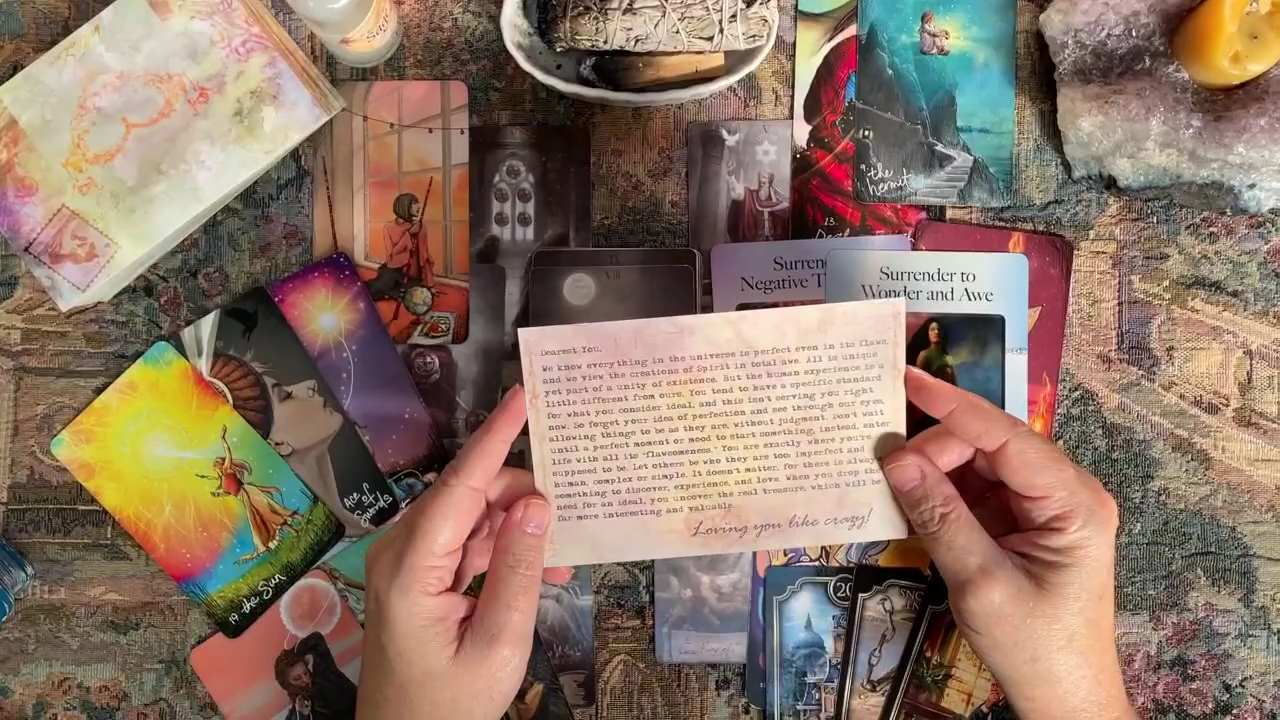 the hermit
13.
Surren
Negative T
Surrender to
Wonder and Awe
IX
VIII
Dearest You,
We know everything in the universe is perfect even in its flaws
and we view the creations of Spirit in total awe. All is unique
yet part of a unity of existence. But the human experience is a
little different from ours. You tend to have a specific standard
for what you consider ideal, and this isn't serving you right
now. So forget your idea of perfection and see through our eyes,
allowing things to be as they are, without judgment. Don't wait
until a perfect moment or mood to start something, instead, enter
life with all its "flawsomeness." You are exactly where you're
supposed to be. Let others be who they are too: imperfect and
human, complex or simple. It doesn't matter, for there is always
something to discover, experience, and love. When you drop the
need for an ideal, you uncover the real treasure, which will be
far more interesting and valuable.
Loving you like crazy!
Ace of
Swords
19. the Sun
20